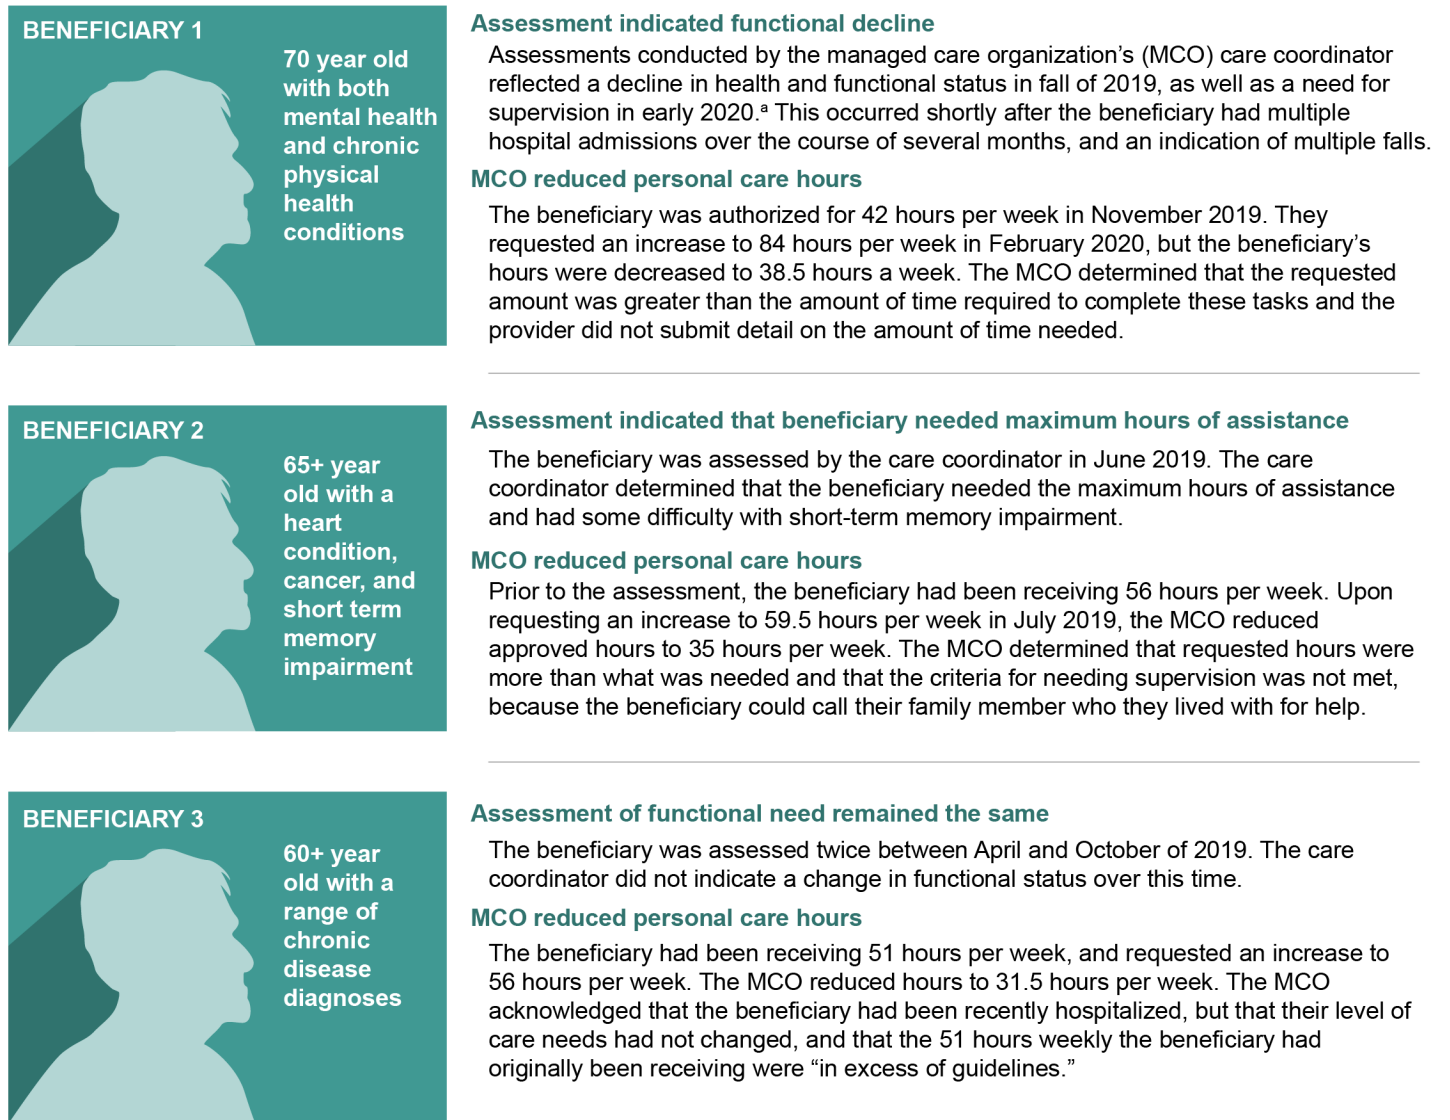 BENEFICIARY 1
70 year old
with both
mental health
and chronic
physical
health
conditions
Assessment indicated functional decline
Assessments conducted by the managed care organization’s (MCO) care coordinator
reflected a decline in health and functional status in fall of 2019, as well as a need for
supervision in early 2020.ᵃ This occurred shortly after the beneficiary had multiple
hospital admissions over the course of several months, and an indication of multiple falls.
MCO reduced personal care hours
The beneficiary was authorized for 42 hours per week in November 2019. They
requested an increase to 84 hours per week in February 2020, but the beneficiary’s
hours were decreased to 38.5 hours a week. The MCO determined that the requested
amount was greater than the amount of time required to complete these tasks and the
provider did not submit detail on the amount of time needed.
BENEFICIARY 2
65+ year
old with a
heart
condition,
cancer, and
short term
memory
impairment
Assessment indicated that beneficiary needed maximum hours of assistance
The beneficiary was assessed by the care coordinator in June 2019. The care
coordinator determined that the beneficiary needed the maximum hours of assistance
and had some difficulty with short-term memory impairment.
MCO reduced personal care hours
Prior to the assessment, the beneficiary had been receiving 56 hours per week. Upon
requesting an increase to 59.5 hours per week in July 2019, the MCO reduced
approved hours to 35 hours per week. The MCO determined that requested hours were
more than what was needed and that the criteria for needing supervision was not met,
because the beneficiary could call their family member who they lived with for help.
BENEFICIARY 3
60+ year
old with a
range of
chronic
disease
diagnoses
Assessment of functional need remained the same
The beneficiary was assessed twice between April and October of 2019. The care
coordinator did not indicate a change in functional status over this time.
MCO reduced personal care hours
The beneficiary had been receiving 51 hours per week, and requested an increase to
56 hours per week. The MCO reduced hours to 31.5 hours per week. The MCO
acknowledged that the beneficiary had been recently hospitalized, but that their level of
care needs had not changed, and that the 51 hours weekly the beneficiary had
originally been receiving were “in excess of guidelines.”